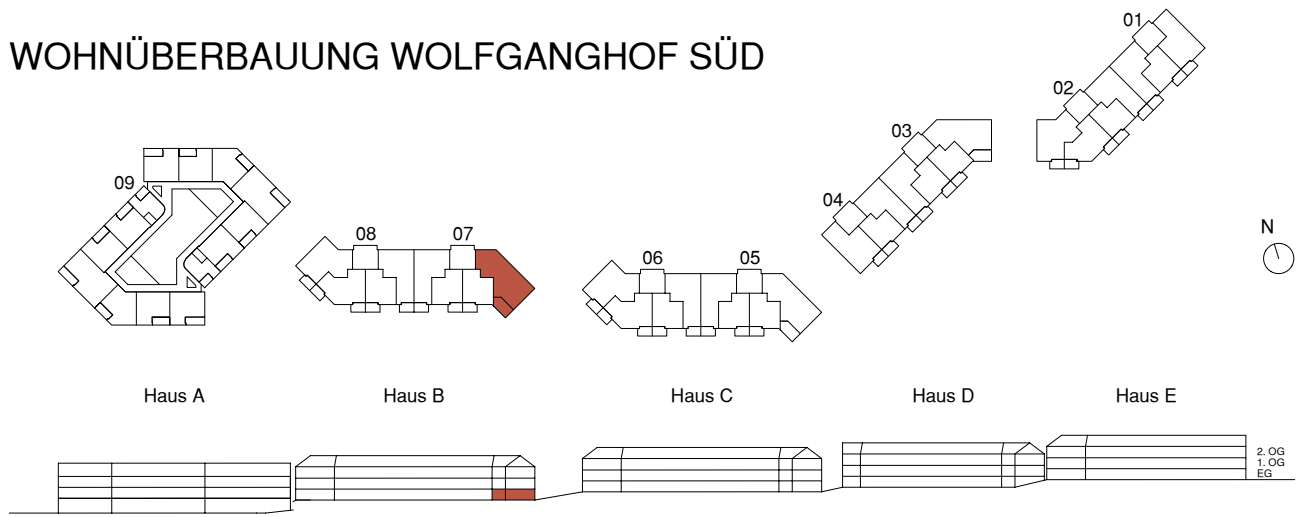 WOHNÜBERBAUUNG WOLFGANGHOF SÜD
01
02
03
04
09
08
07
06
05
N
Haus A
Haus B
Haus C
Haus D
Haus E
2. OG
1. OG
EG